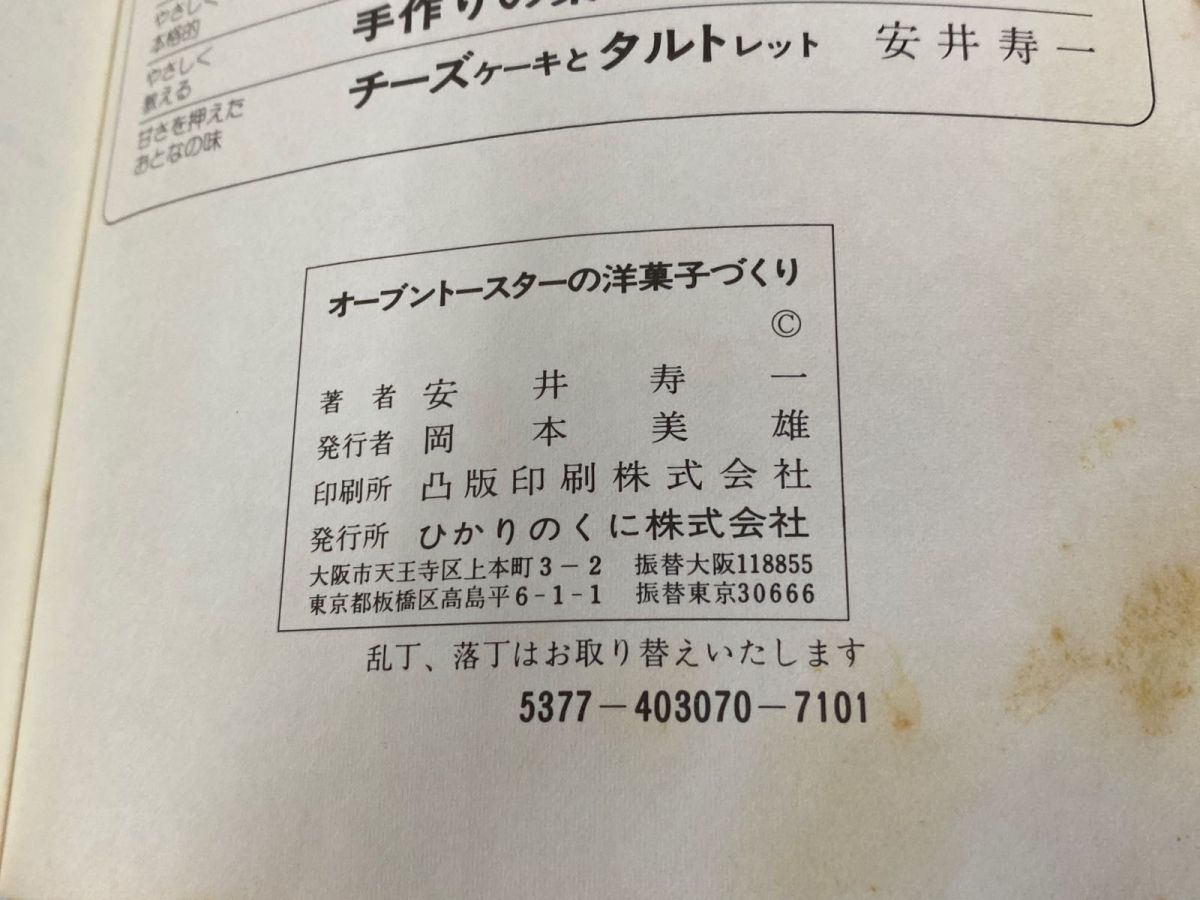 やさしく
本格的
手作りの
やさしく
教える
チーズケーキとタルトレット 安井寿一
甘さを押えた
おとなの味
オーブントースターの洋菓子づくり
©
著者 安井寿一
発行者 岡本美雄
印刷所 凸版印刷株式会社
発行所 ひかりのくに株式会社
大阪市天王寺区上本町3-2 振替大阪118855
東京都板橋区高島平6-1-1 振替東京30666
乱丁、落丁はお取り替えいたします
5377-403070-7101